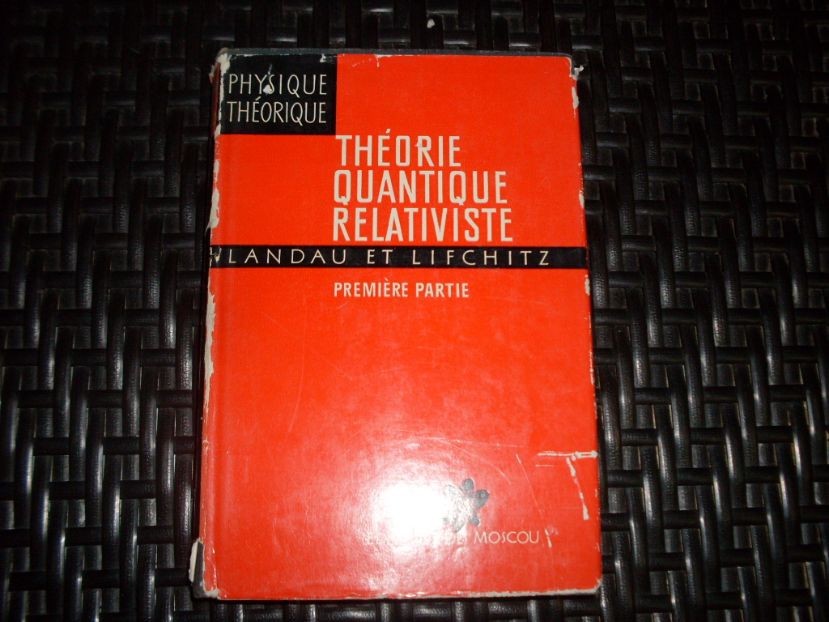 PHYSIQUE
THÉORIQUE
THÉORIE
QUANTIQUE
RELATIVISTE
LANDAU ET LIFCHITZ
PREMIÈRE PARTIE
MOSCOU